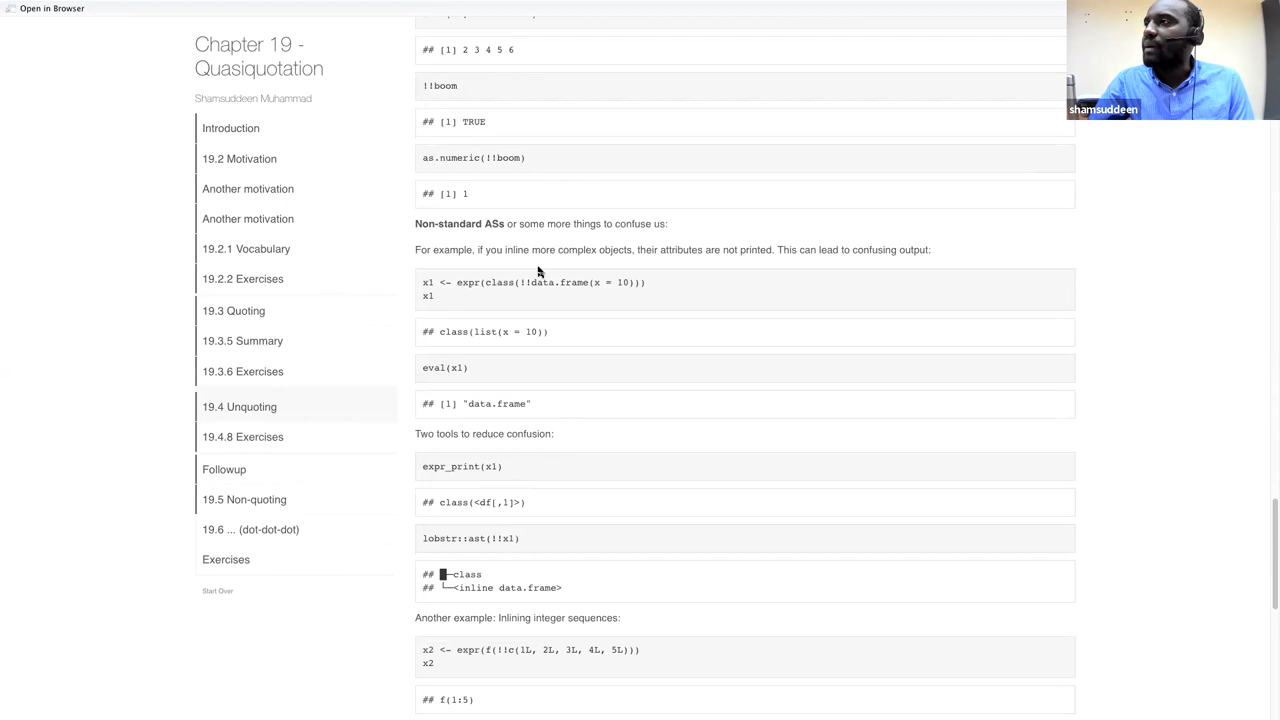 Open in Browser
Chapter 19 -
Quasiquotation
Shamsuddeen Muhammad
Introduction
19.2 Motivation
Another motivation
Another motivation
19.2.1 Vocabulary
19.2.2 Exercises
19.3 Quoting
19.3.5 Summary
19.3.6 Exercises
19.4 Unquoting
19.4.8 Exercises
Followup
19.5 Non-quoting
19.6 ... (dot-dot-dot)
Exercises
Start Over
## [1] 2 3 4 5 6
!!boom
## [1] TRUE
as.numeric(!!boom)
## [1] 1
Non-standard ASs or some more things to confuse us:
For example, if you inline more complex objects, their attributes are not printed. This can lead to confusing output:
x1 <- expr(class(!!data.frame(x = 10)))
x1
## class(list(x = 10))
eval(x1)
## [1] "data.frame"
Two tools to reduce confusion:
expr_print(x1)
## class(<df[,1]>)
lobstr::ast(!!x1)
## █─class
## └─<inline data.frame>
Another example: Inlining integer sequences:
x2 <- expr(f(!!c(1L, 2L, 3L, 4L, 5L)))
x2
## f(1:5)
shamsuddeen